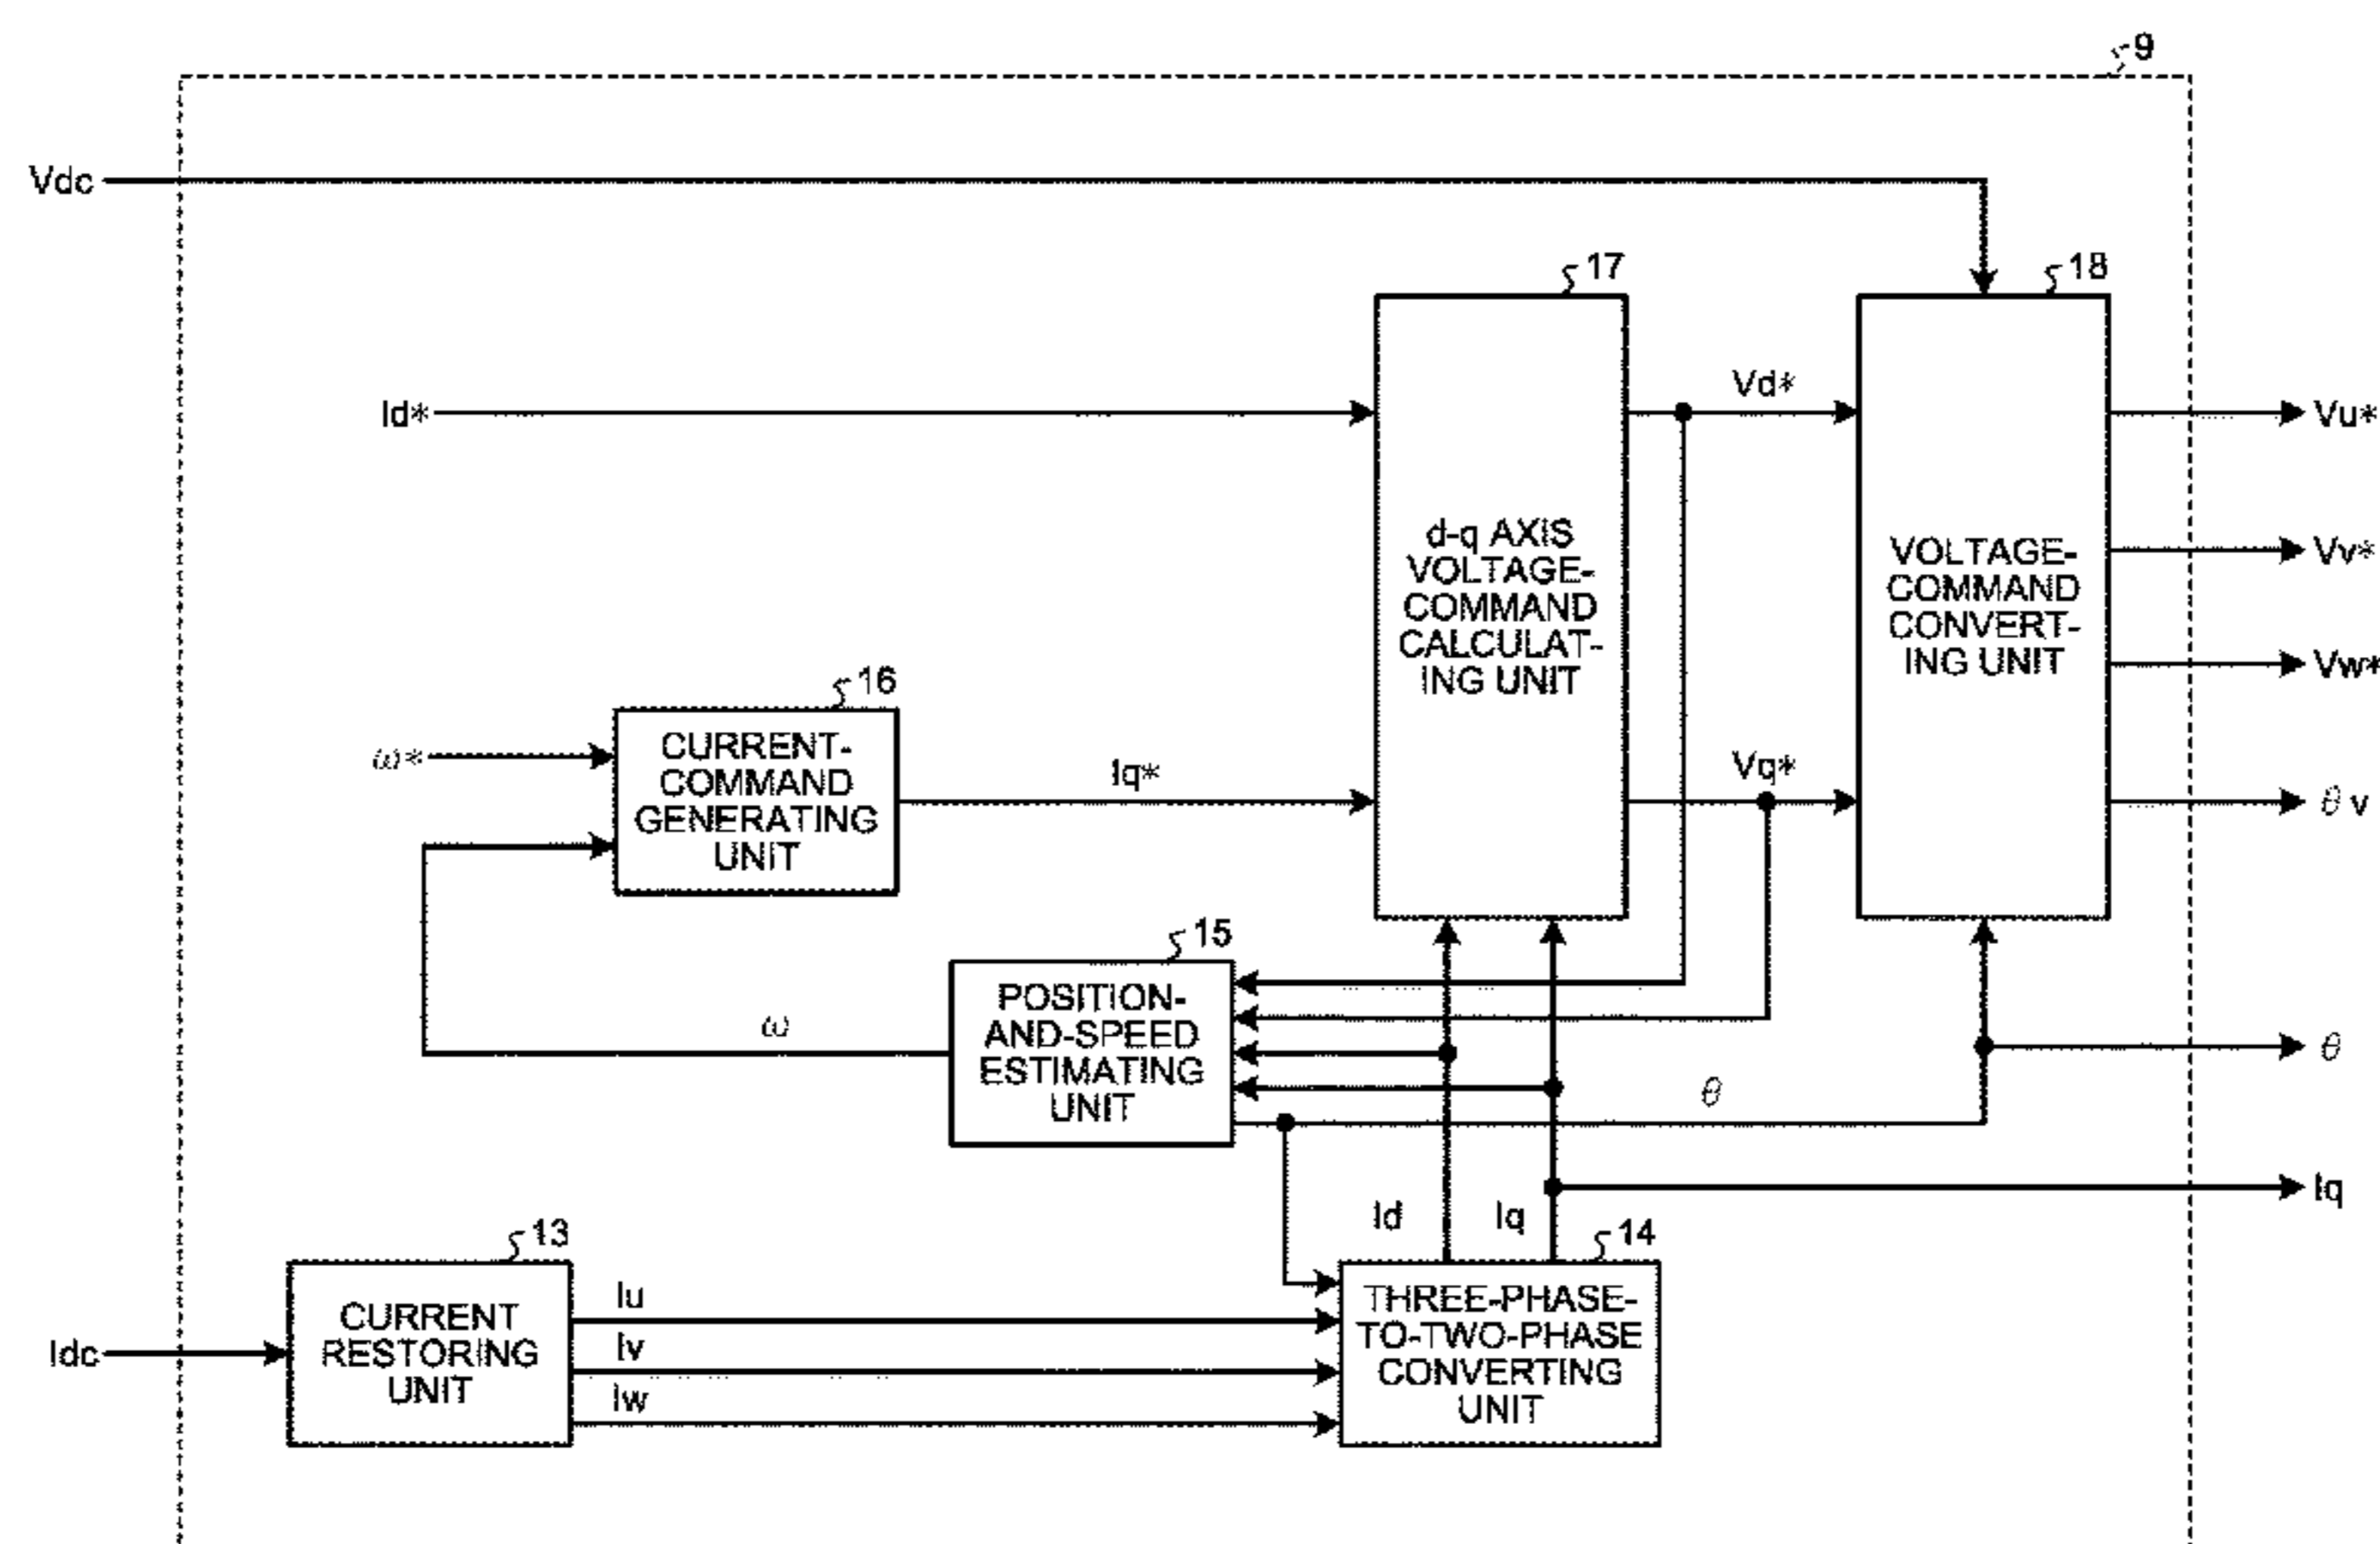 9
Vdc
17
18
Id*
Vd*
Vu*
d-q AXIS
VOLTAGE-
COMMAND
CALCULAT-
ING UNIT
VOLTAGE-
COMMAND
CONVERT-
ING UNIT
Vv*
Vw*
16
ω*
CURRENT-
COMMAND
GENERATING
UNIT
Iq*
Vq*
θv
15
POSITION-
AND-SPEED
ESTIMATING
UNIT
ω
θ
θ
Id
Iq
Iq
13
14
Idc
CURRENT
RESTORING
UNIT
Iu
Iv
Iw
THREE-PHASE-
TO-TWO-PHASE
CONVERTING
UNIT